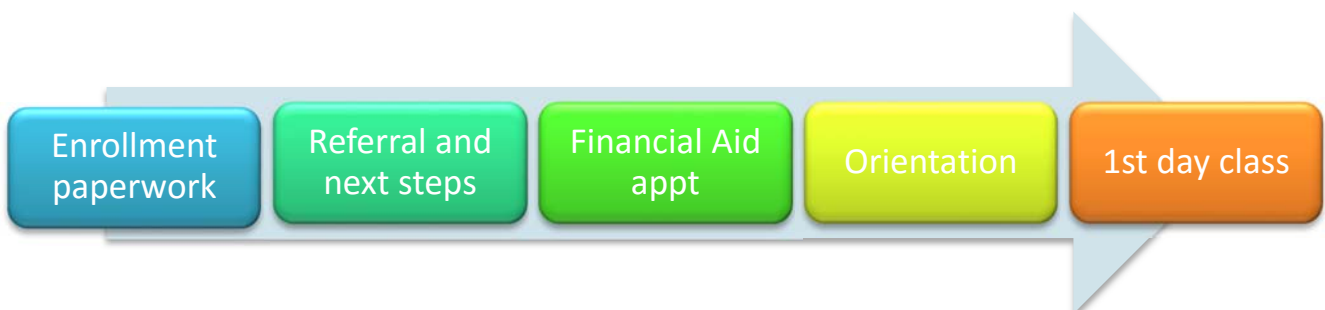 Enrollment
paperwork
Referral and
next steps
Financial Aid
appt
Orientation
1st day class